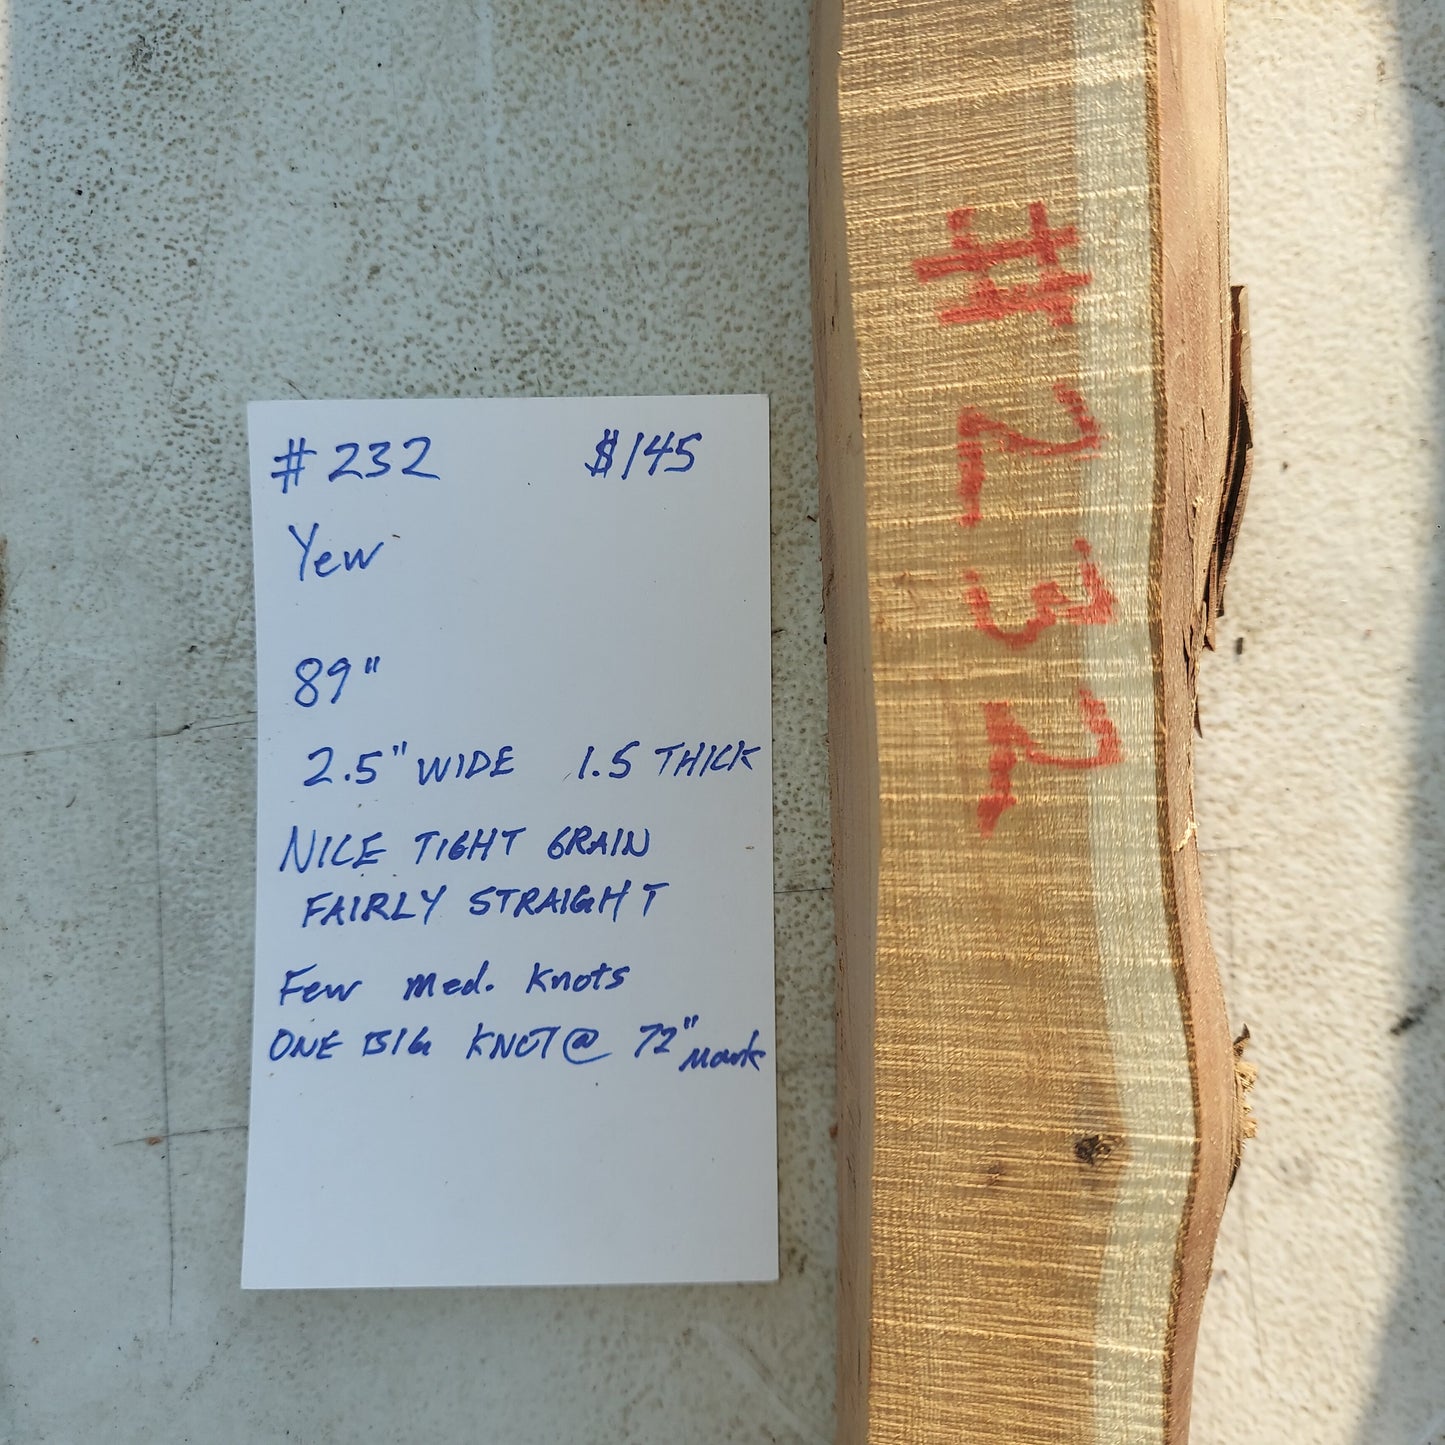 #232 $145
Yew
89"
2.5" WIDE 1.5 THICK
NICE TIGHT GRAIN
FAIRLY STRAIGHT
Few med. Knots
ONE BIG KNOT @ 72" Mark
#232